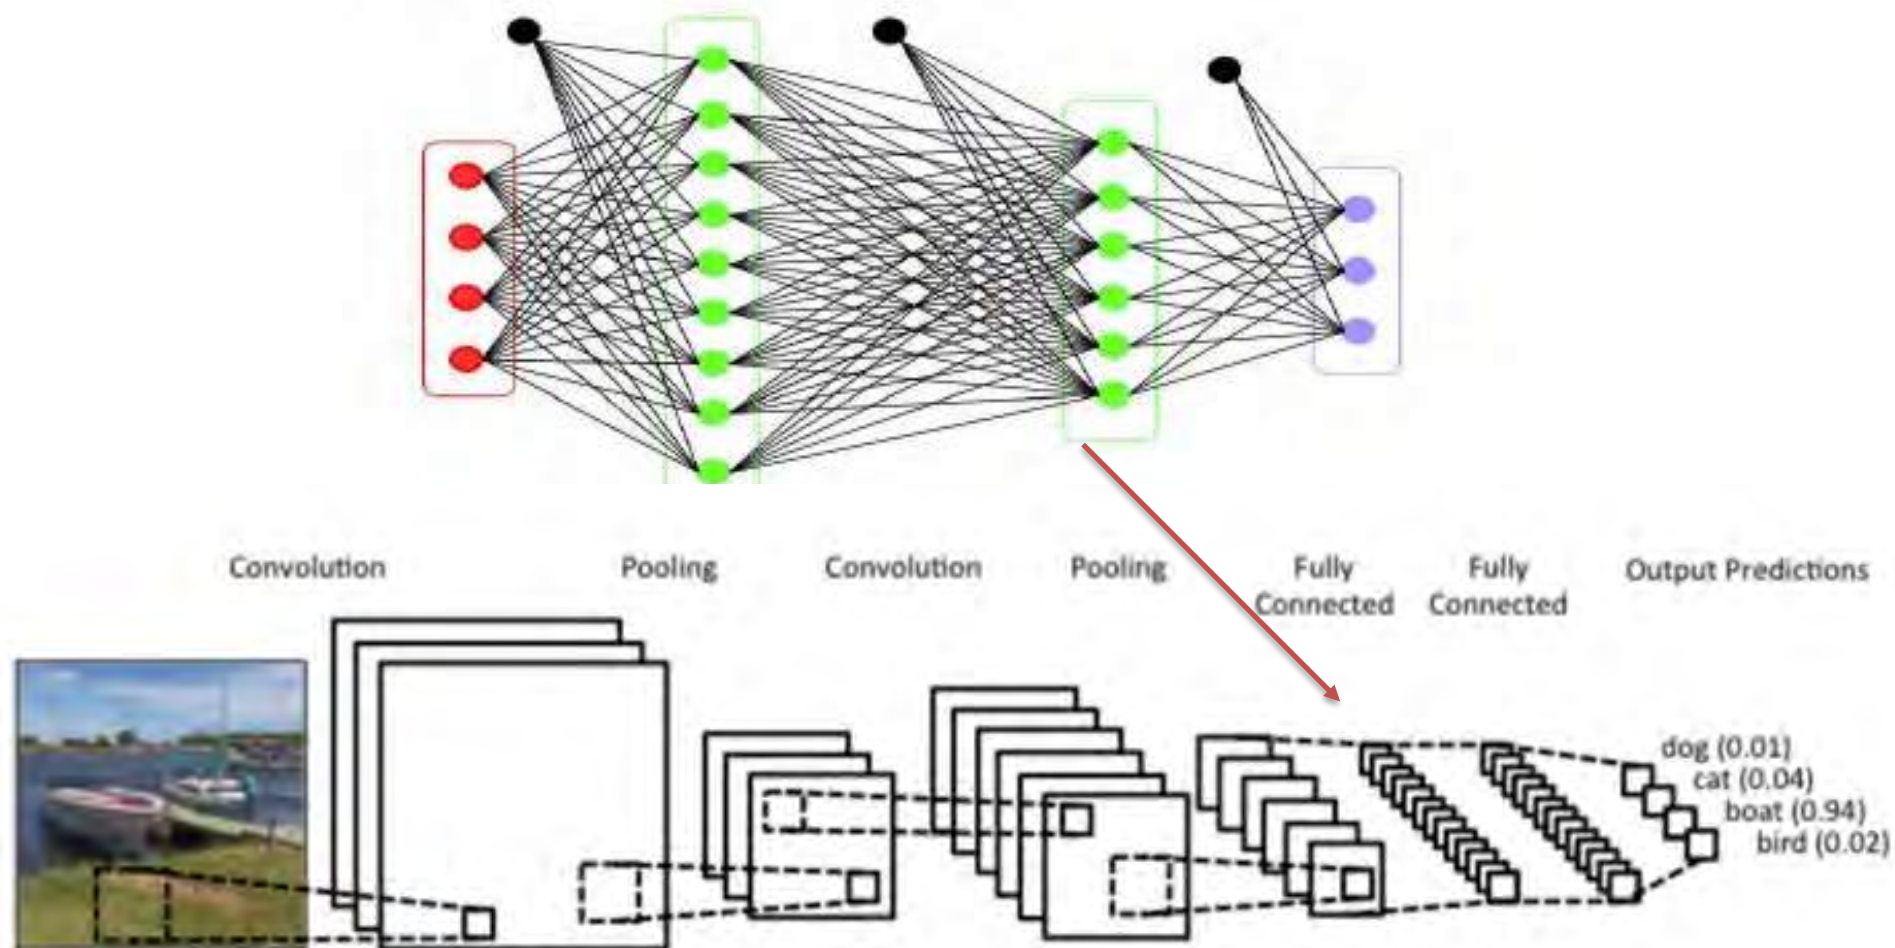 Convolution
Pooling
Convolution
Pooling
Fully
Connected
Fully
Connected
Output Predictions
dog (0.01)
cat (0.04)
boat (0.94)
bird (0.02)